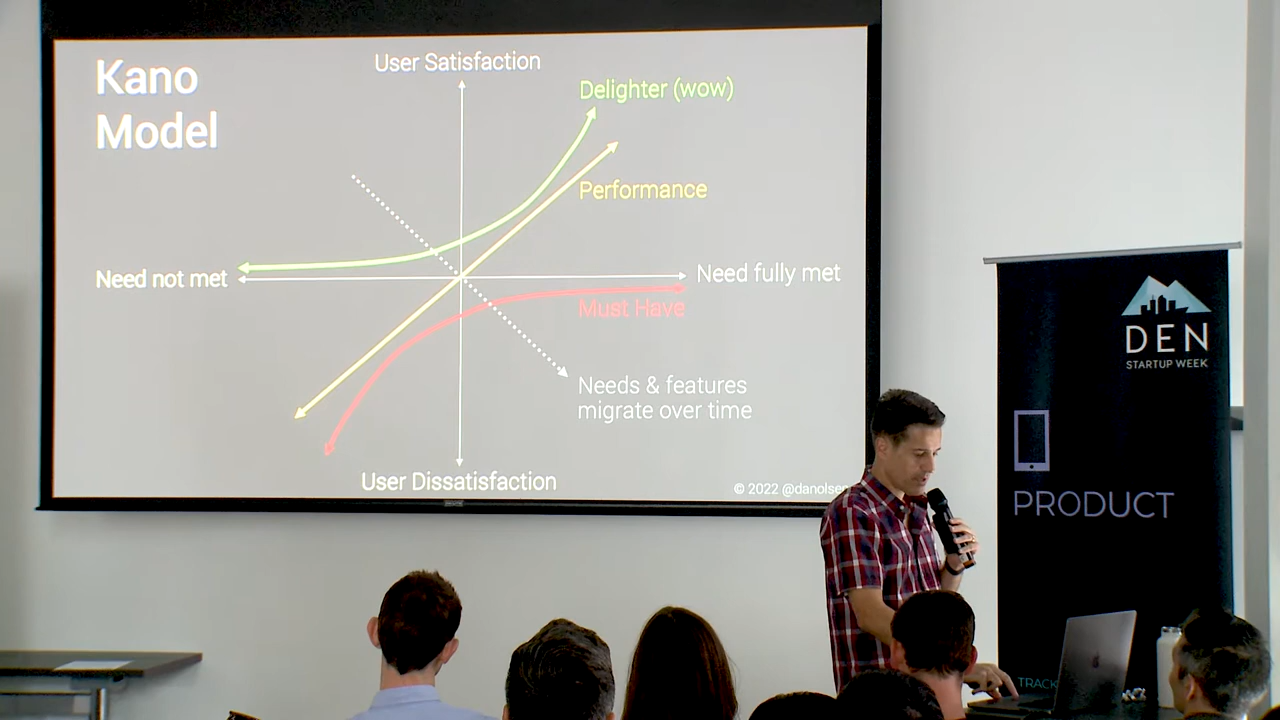 Kano
Model
User Satisfaction
Delighter (wow)
Performance
Need not met
Need fully met
Must Have
Needs & features
migrate over time
User Dissatisfaction
© 2022 @danolsen
DEN
STARTUP WEEK
PRODUCT
TRACK